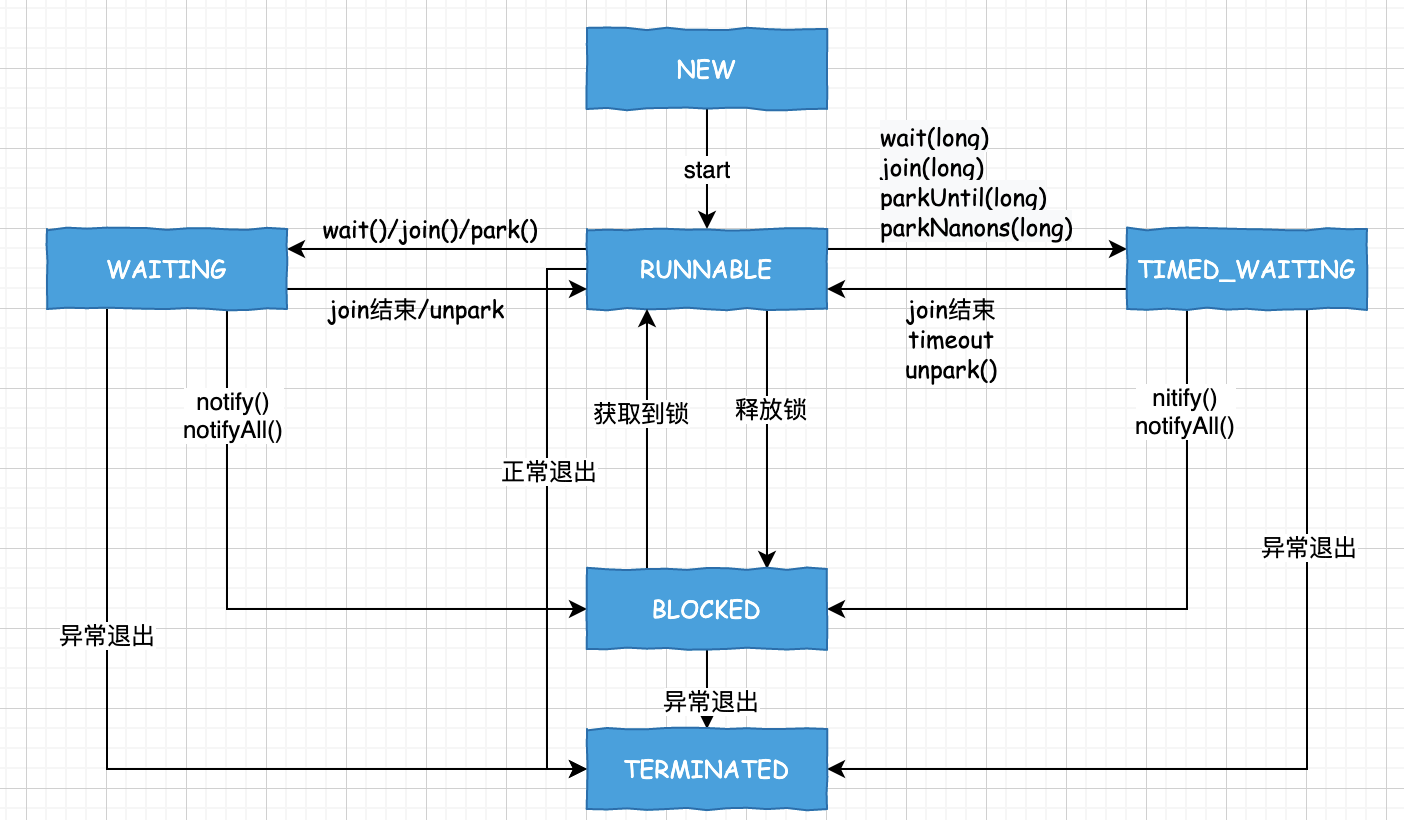 NEW
start
wait(long)
join(long)
parkUntil(long)
parkNanons(long)
wait()/join()/park()
WAITING
RUNNABLE
TIMED_WAITING
join结束/unpark
join结束
timeout
unpark()
notify()
notifyAll()
获取到锁
释放锁
nitify()
notifyAll()
正常退出
异常退出
BLOCKED
异常退出
异常退出
TERMINATED